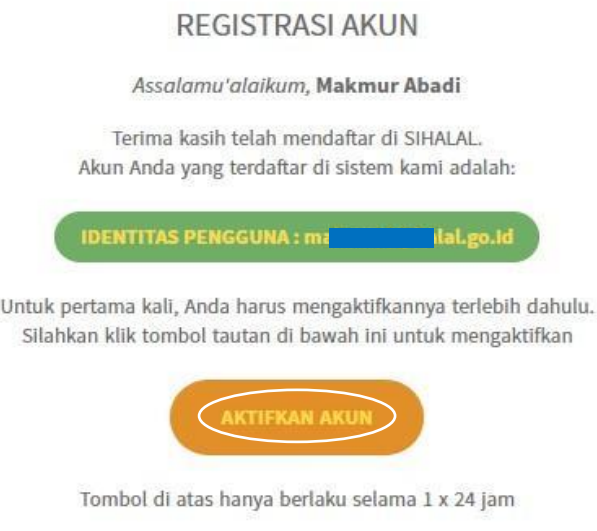 REGISTRASI AKUN
Assalamu'alaikum, Makmur Abadi
Terima kasih telah mendaftar di SIHALAL.
Akun Anda yang terdaftar di sistem kami adalah:
IDENTITAS PENGGUNA : ma lal.go.id
Untuk pertama kali, Anda harus mengaktifkannya terlebih dahulu.
Silahkan klik tombol tautan di bawah ini untuk mengaktifkan
AKTIFKAN AKUN
Tombol di atas hanya berlaku selama 1 x 24 jam